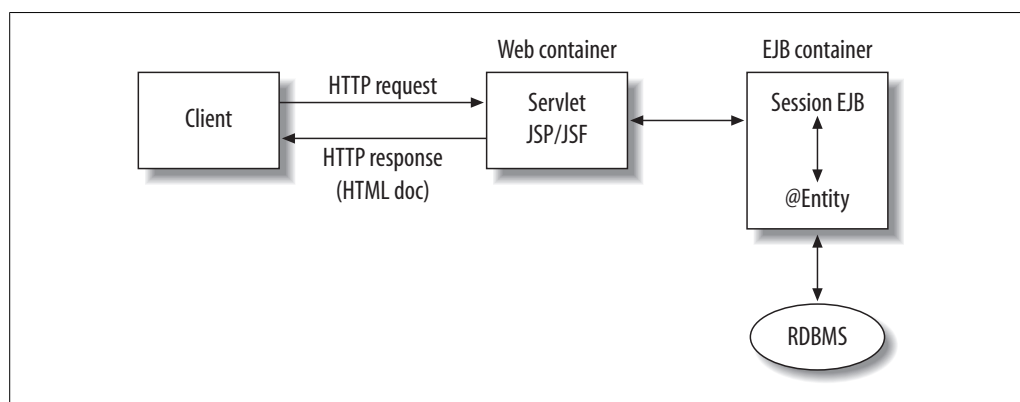 Web container
EJB container
Client
HTTP request
HTTP response
(HTML doc)
Servlet
JSP/JSF
Session EJB
@Entity
RDBMS